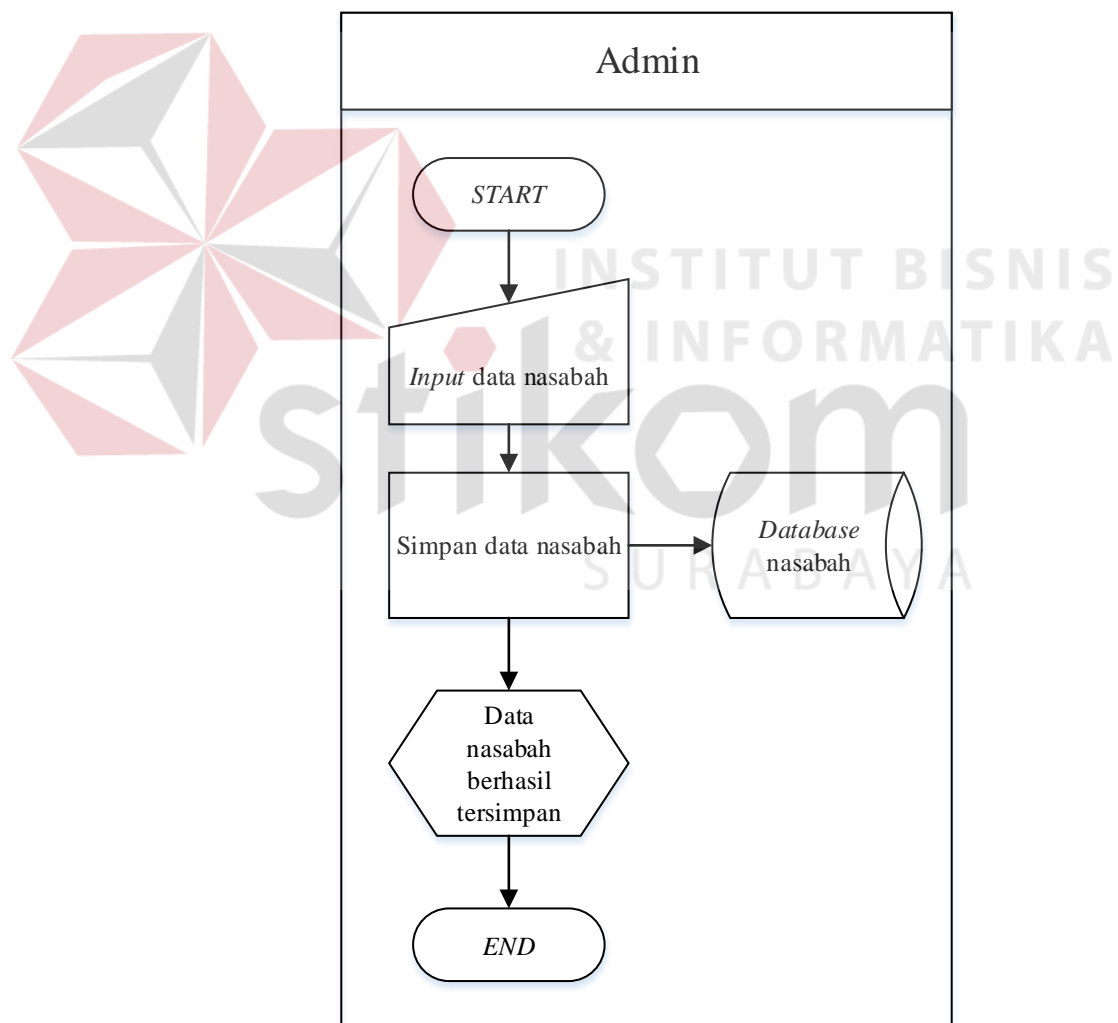 Admin
START
INSTITUT BISNIS
& INFORMATIKA
stikom
SURABAYA
Input data nasabah
Simpan data nasabah
Database
nasabah
Data
nasabah
berhasil
tersimpan
END